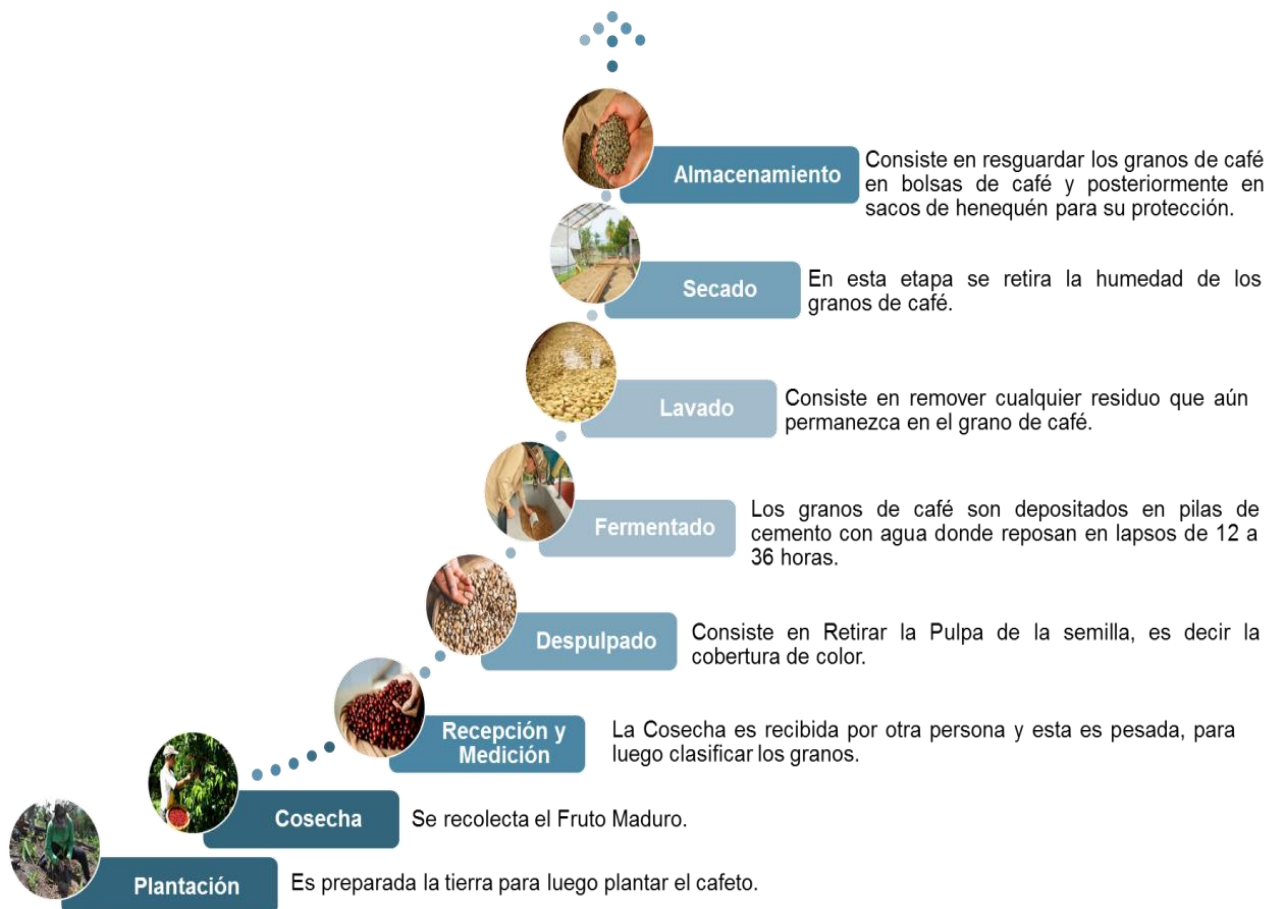 Almacenamiento
Consiste en resguardar los granos de café
en bolsas de café y posteriormente en
sacos de henequén para su protección.
Secado
En esta etapa se retira la humedad de los
granos de café.
Lavado
Consiste en remover cualquier residuo que aún
permanezca en el grano de café.
Fermentado
Los granos de café son depositados en pilas de
cemento con agua donde reposan en lapsos de 12 a
36 horas.
Despulpado
Consiste en Retirar la Pulpa de la semilla, es decir la
cobertura de color.
Recepción y
Medición
La Cosecha es recibida por otra persona y esta es pesada, para
luego clasificar los granos.
Cosecha
Se recolecta el Fruto Maduro.
Plantación
Es preparada la tierra para luego plantar el cafeto.